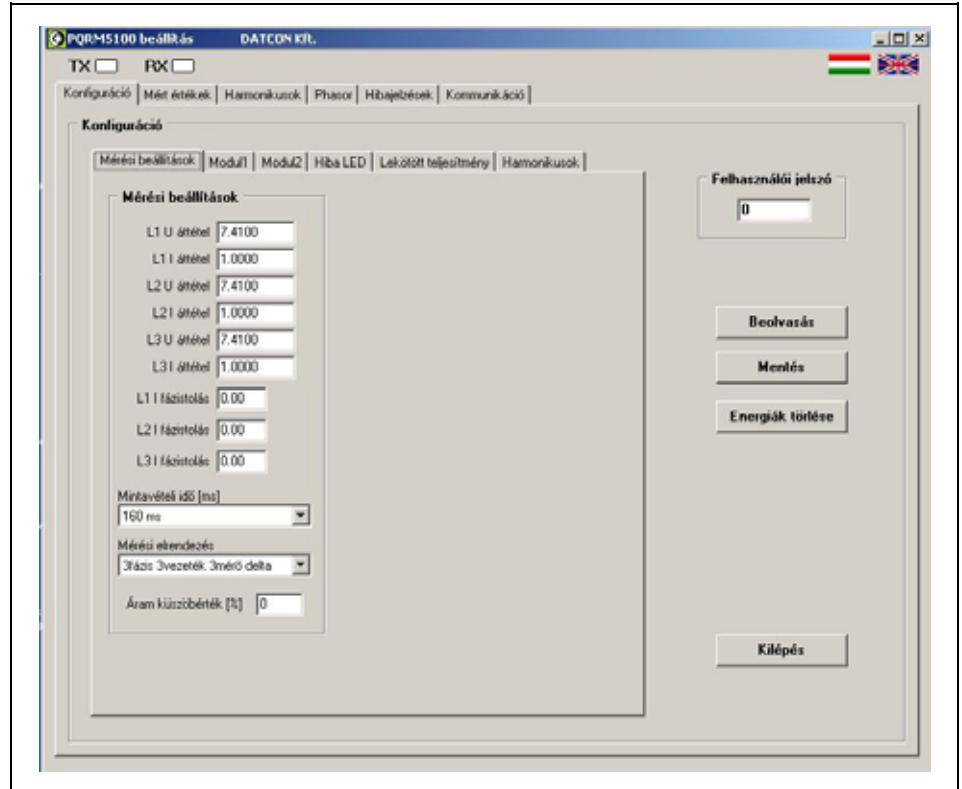 PQRM5100 beállítás DATCON Kft.
TX RX
Konfiguráció Mért értékek Harmonikusok Phasor Hibajelzések Kommunikáció
Konfiguráció
Mérési beállítások Modul1 Modul2 Hiba LED Lekötött teljesítmény Harmonikusok
Felhasználói jelszó
0
Mérési beállítások
L1 U áttétel 7.4100
L1 I áttétel 1.0000
L2 U áttétel 7.4100
L2 I áttétel 1.0000
L3 U áttétel 7.4100
L3 I áttétel 1.0000
L1 I fázistolás 0.00
L2 I fázistolás 0.00
L3 I fázistolás 0.00
Mintavételi idő [ms]
160 ms
Mérési elrendezés
3fázis 3vezeték 3mérő delta
Áram küszöbérték [%] 0
Beolvasás
Mentés
Energiák törlése
Kilépés